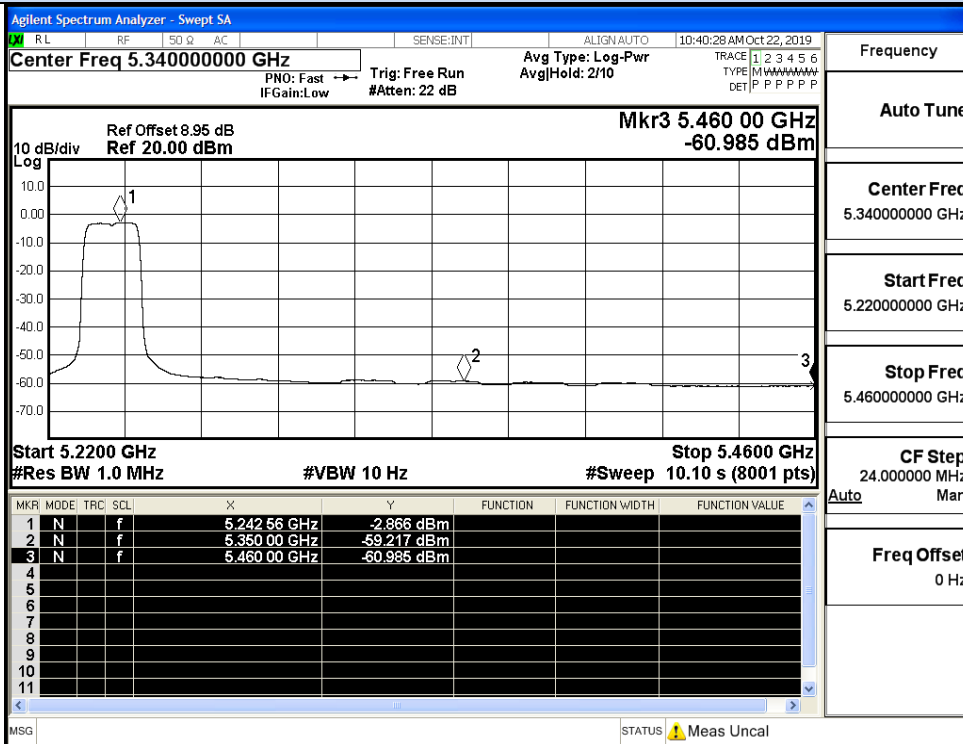 Agilent Spectrum Analyzer - Swept SA
LXI RL RF 50 Ω AC SENSE:INT ALIGN AUTO 10:40:28 AM Oct 22, 2019
Center Freq 5.340000000 GHz
PNO: Fast
IFGain:Low
Trig: Free Run
#Atten: 22 dB
Avg Type: Log-Pwr
Avg|Hold: 2/10
TRACE 1 2 3 4 5 6
TYPE M W W W W W
DET P P P P P P
Ref Offset 8.95 dB
10 dB/div Ref 20.00 dBm
Log
Mkr3 5.460 00 GHz
-60.985 dBm
10.0
0.00
-10.0
-20.0
-30.0
-40.0
-50.0
-60.0
-70.0
1
2
3
Start 5.2200 GHz Stop 5.4600 GHz
#Res BW 1.0 MHz #VBW 10 Hz #Sweep 10.10 s (8001 pts)
MKR MODE TRC SCL X Y FUNCTION FUNCTION WIDTH FUNCTION VALUE
1 N f 5.242 56 GHz -2.866 dBm
2 N f 5.350 00 GHz -59.217 dBm
3 N f 5.460 00 GHz -60.985 dBm
4
5
6
7
8
9
10
11
MSG STATUS Meas Uncal
Frequency
Auto Tune
Center Freq
5.340000000 GHz
Start Freq
5.220000000 GHz
Stop Freq
5.460000000 GHz
CF Step
24.000000 MHz
Auto Man
Freq Offset
0 Hz